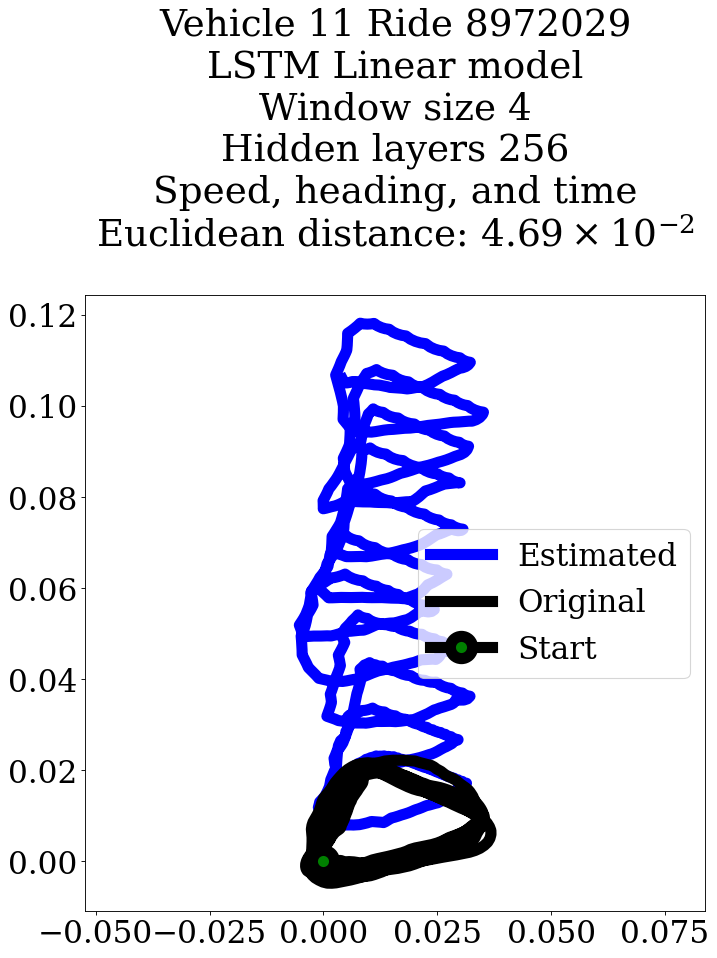 Vehicle 11 Ride 8972029
LSTM Linear model
Window size 4
Hidden layers 256
Speed, heading, and time
Euclidean distance: 4.69 × 10⁻²
0.12
0.10
0.08
0.06
0.04
0.02
0.00
Estimated
Original
Start
−0.050 −0.025 0.000 0.025 0.050 0.075